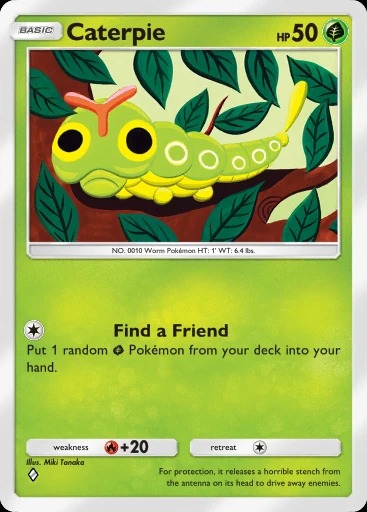 BASIC Caterpie HP 50
NO. 0010 Worm Pokémon HT: 1' WT: 6.4 lbs.
Find a Friend
Put 1 random Pokémon from your deck into your
hand.
weakness +20 retreat
Illus. Miki Tanaka
For protection, it releases a horrible stench from
the antenna on its head to drive away enemies.